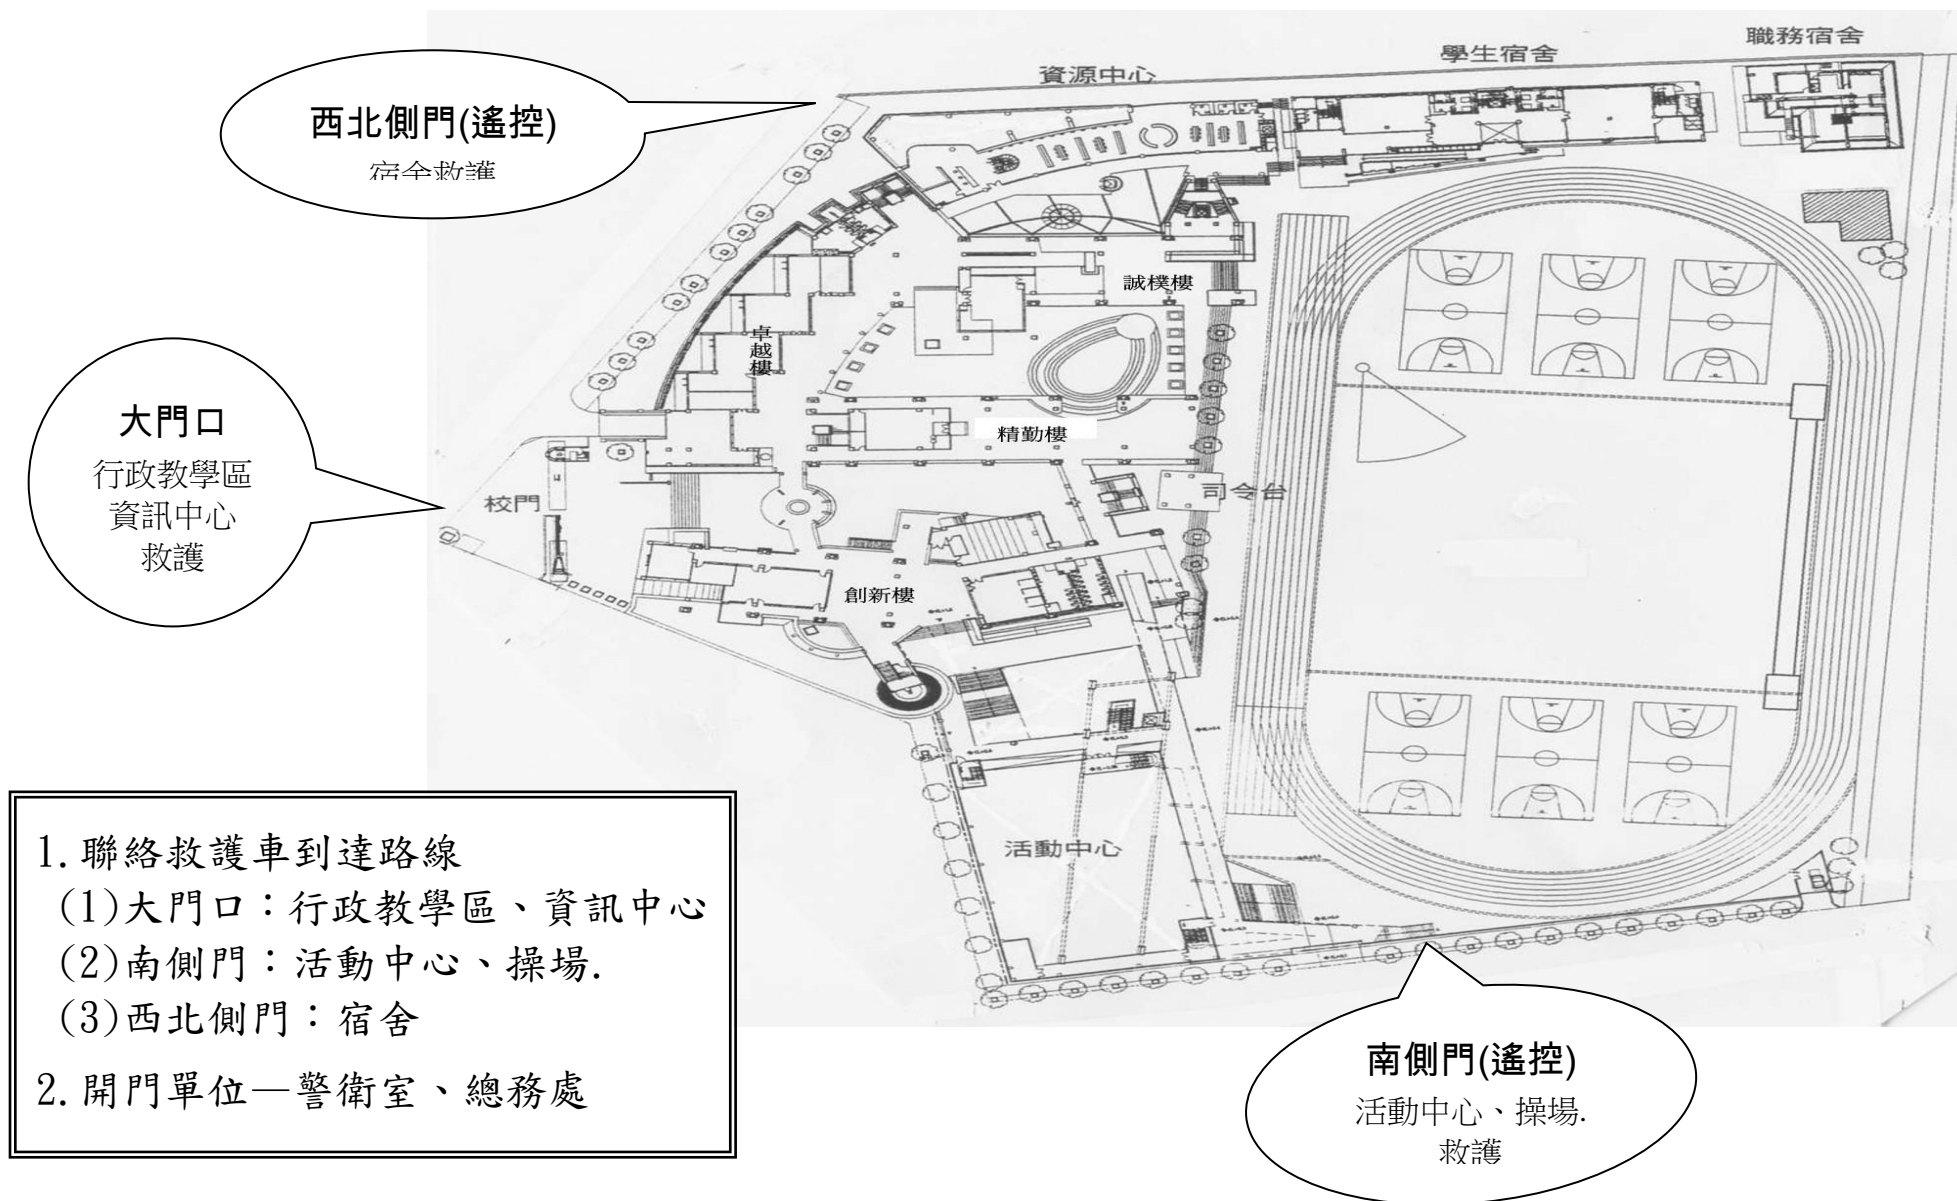 職務宿舍
學生宿舍
資源中心
西北側門(遙控)
宿舍救護
誠樸樓
卓越樓
大門口
行政教學區
資訊中心
救護
精勤樓
校門
司令台
創新樓
活動中心
1.聯絡救護車到達路線
(1)大門口：行政教學區、資訊中心
(2)南側門：活動中心、操場.
(3)西北側門：宿舍
2.開門單位—警衛室、總務處
南側門(遙控)
活動中心、操場.
救護